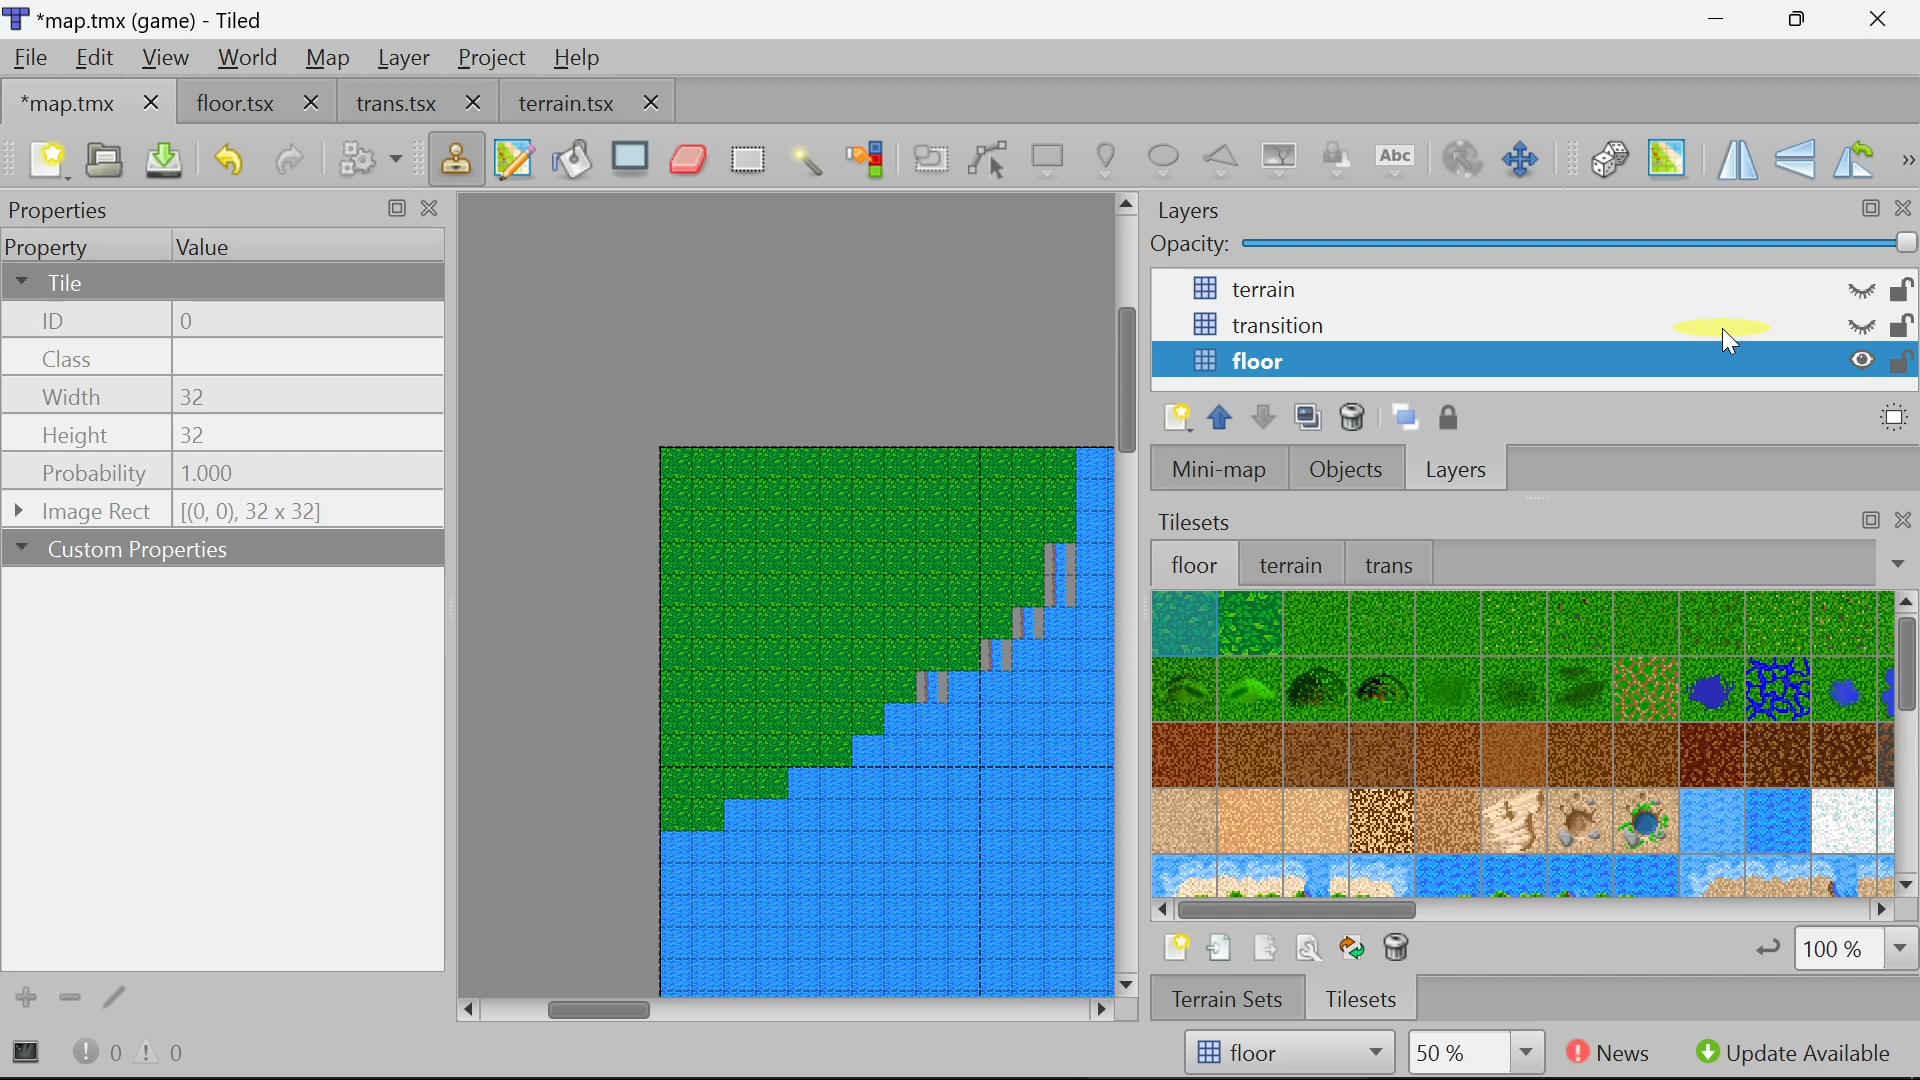 *map.tmx (game) - Tiled
File Edit View World Map Layer Project Help
*map.tmx floor.tsx trans.tsx terrain.tsx
Abc
Properties
Property Value
Tile
ID 0
Class
Width 32
Height 32
Probability 1.000
Image Rect [(0, 0), 32 x 32]
Custom Properties
Layers
Opacity:
terrain
transition
floor
Mini-map Objects Layers
Tilesets
floor terrain trans
100 %
Terrain Sets Tilesets
0 0
floor 50 % News Update Available